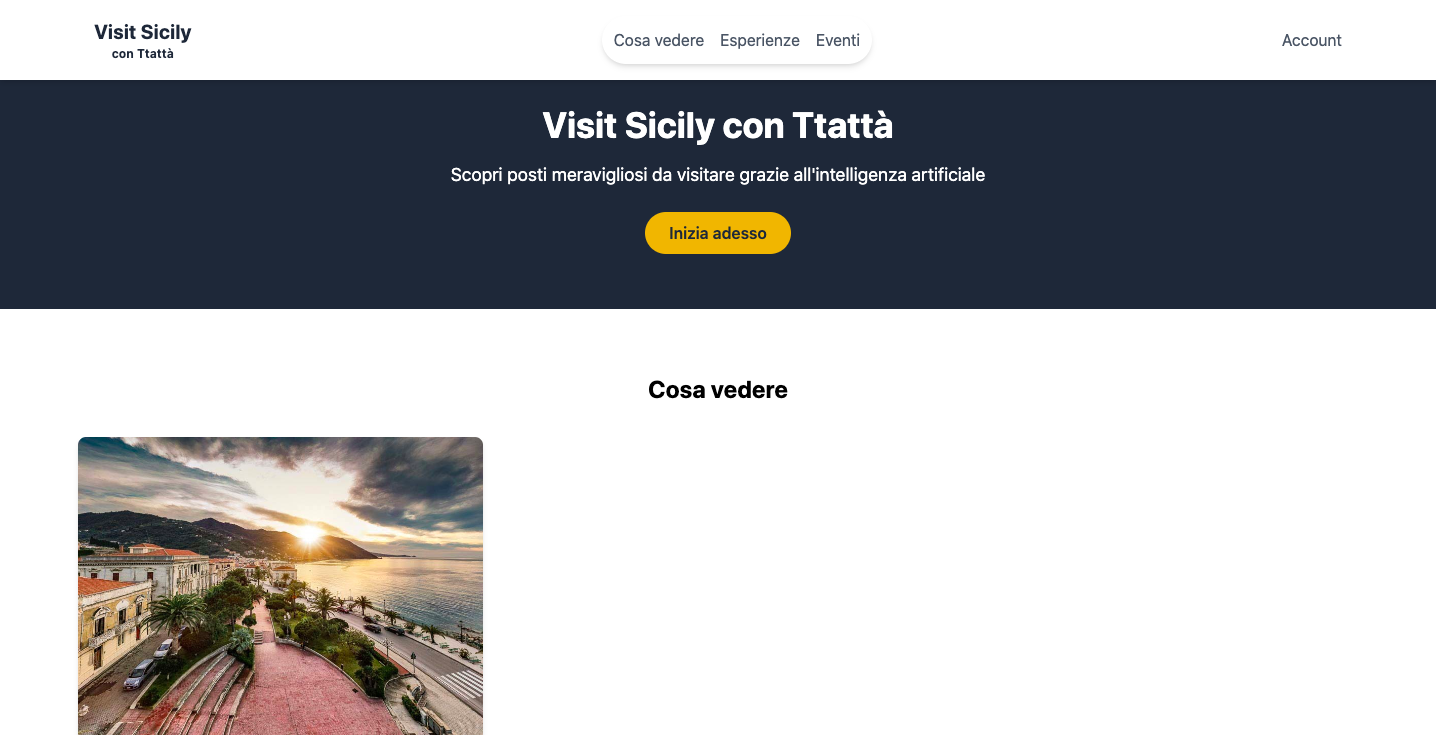 Visit Sicily
con Ttattà
Cosa vedere Esperienze Eventi
Account
Visit Sicily con Ttattà
Scopri posti meravigliosi da visitare grazie all'intelligenza artificiale
Inizia adesso
Cosa vedere